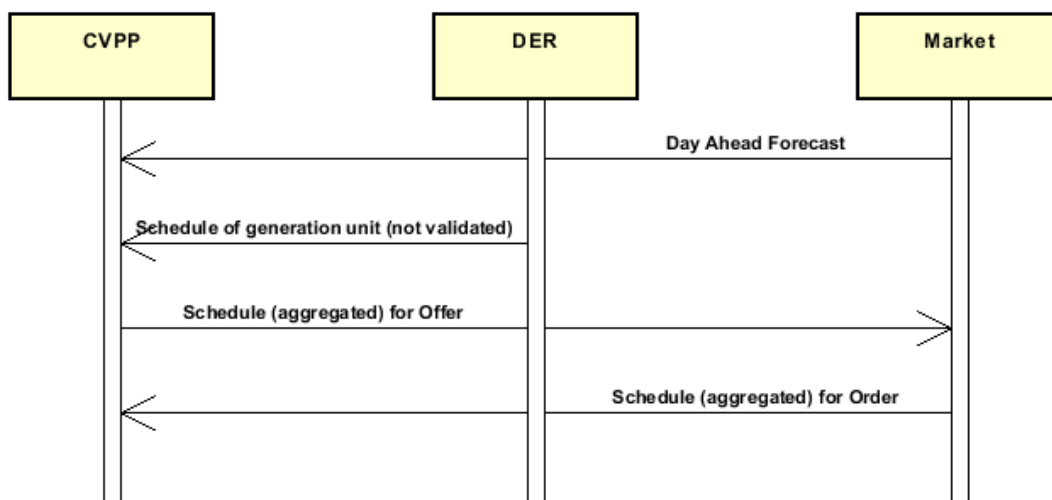 CVPP
DER
Market
Day Ahead Forecast
Schedule of generation unit (not validated)
Schedule (aggregated) for Offer
Schedule (aggregated) for Order